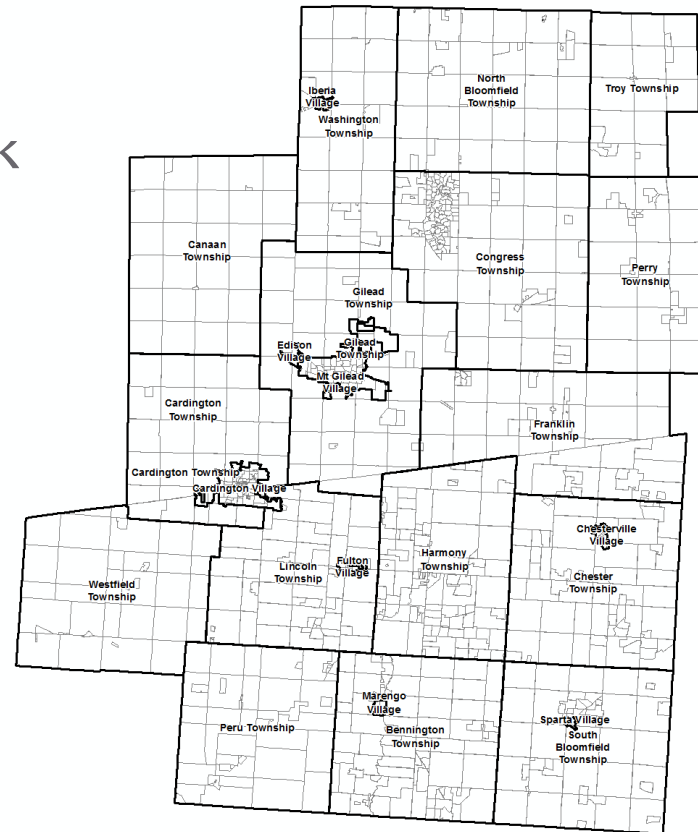 K
North
Bloomfield
Township
Troy Township
Iberia
Village
Washington
Township
Canaan
Township
Congress
Township
Perry
Township
Gilead
Township
Edison
Village
Gilead
Township
Mt Gilead
Village
Cardington
Township
Franklin
Township
Cardington Township
Cardington Village
Chesterville
Village
Harmony
Township
Fulton
Village
Lincoln
Township
Chester
Township
Westfield
Township
Marengo
Village
Peru Township
Bennington
Township
Sparta Village
South
Bloomfield
Township